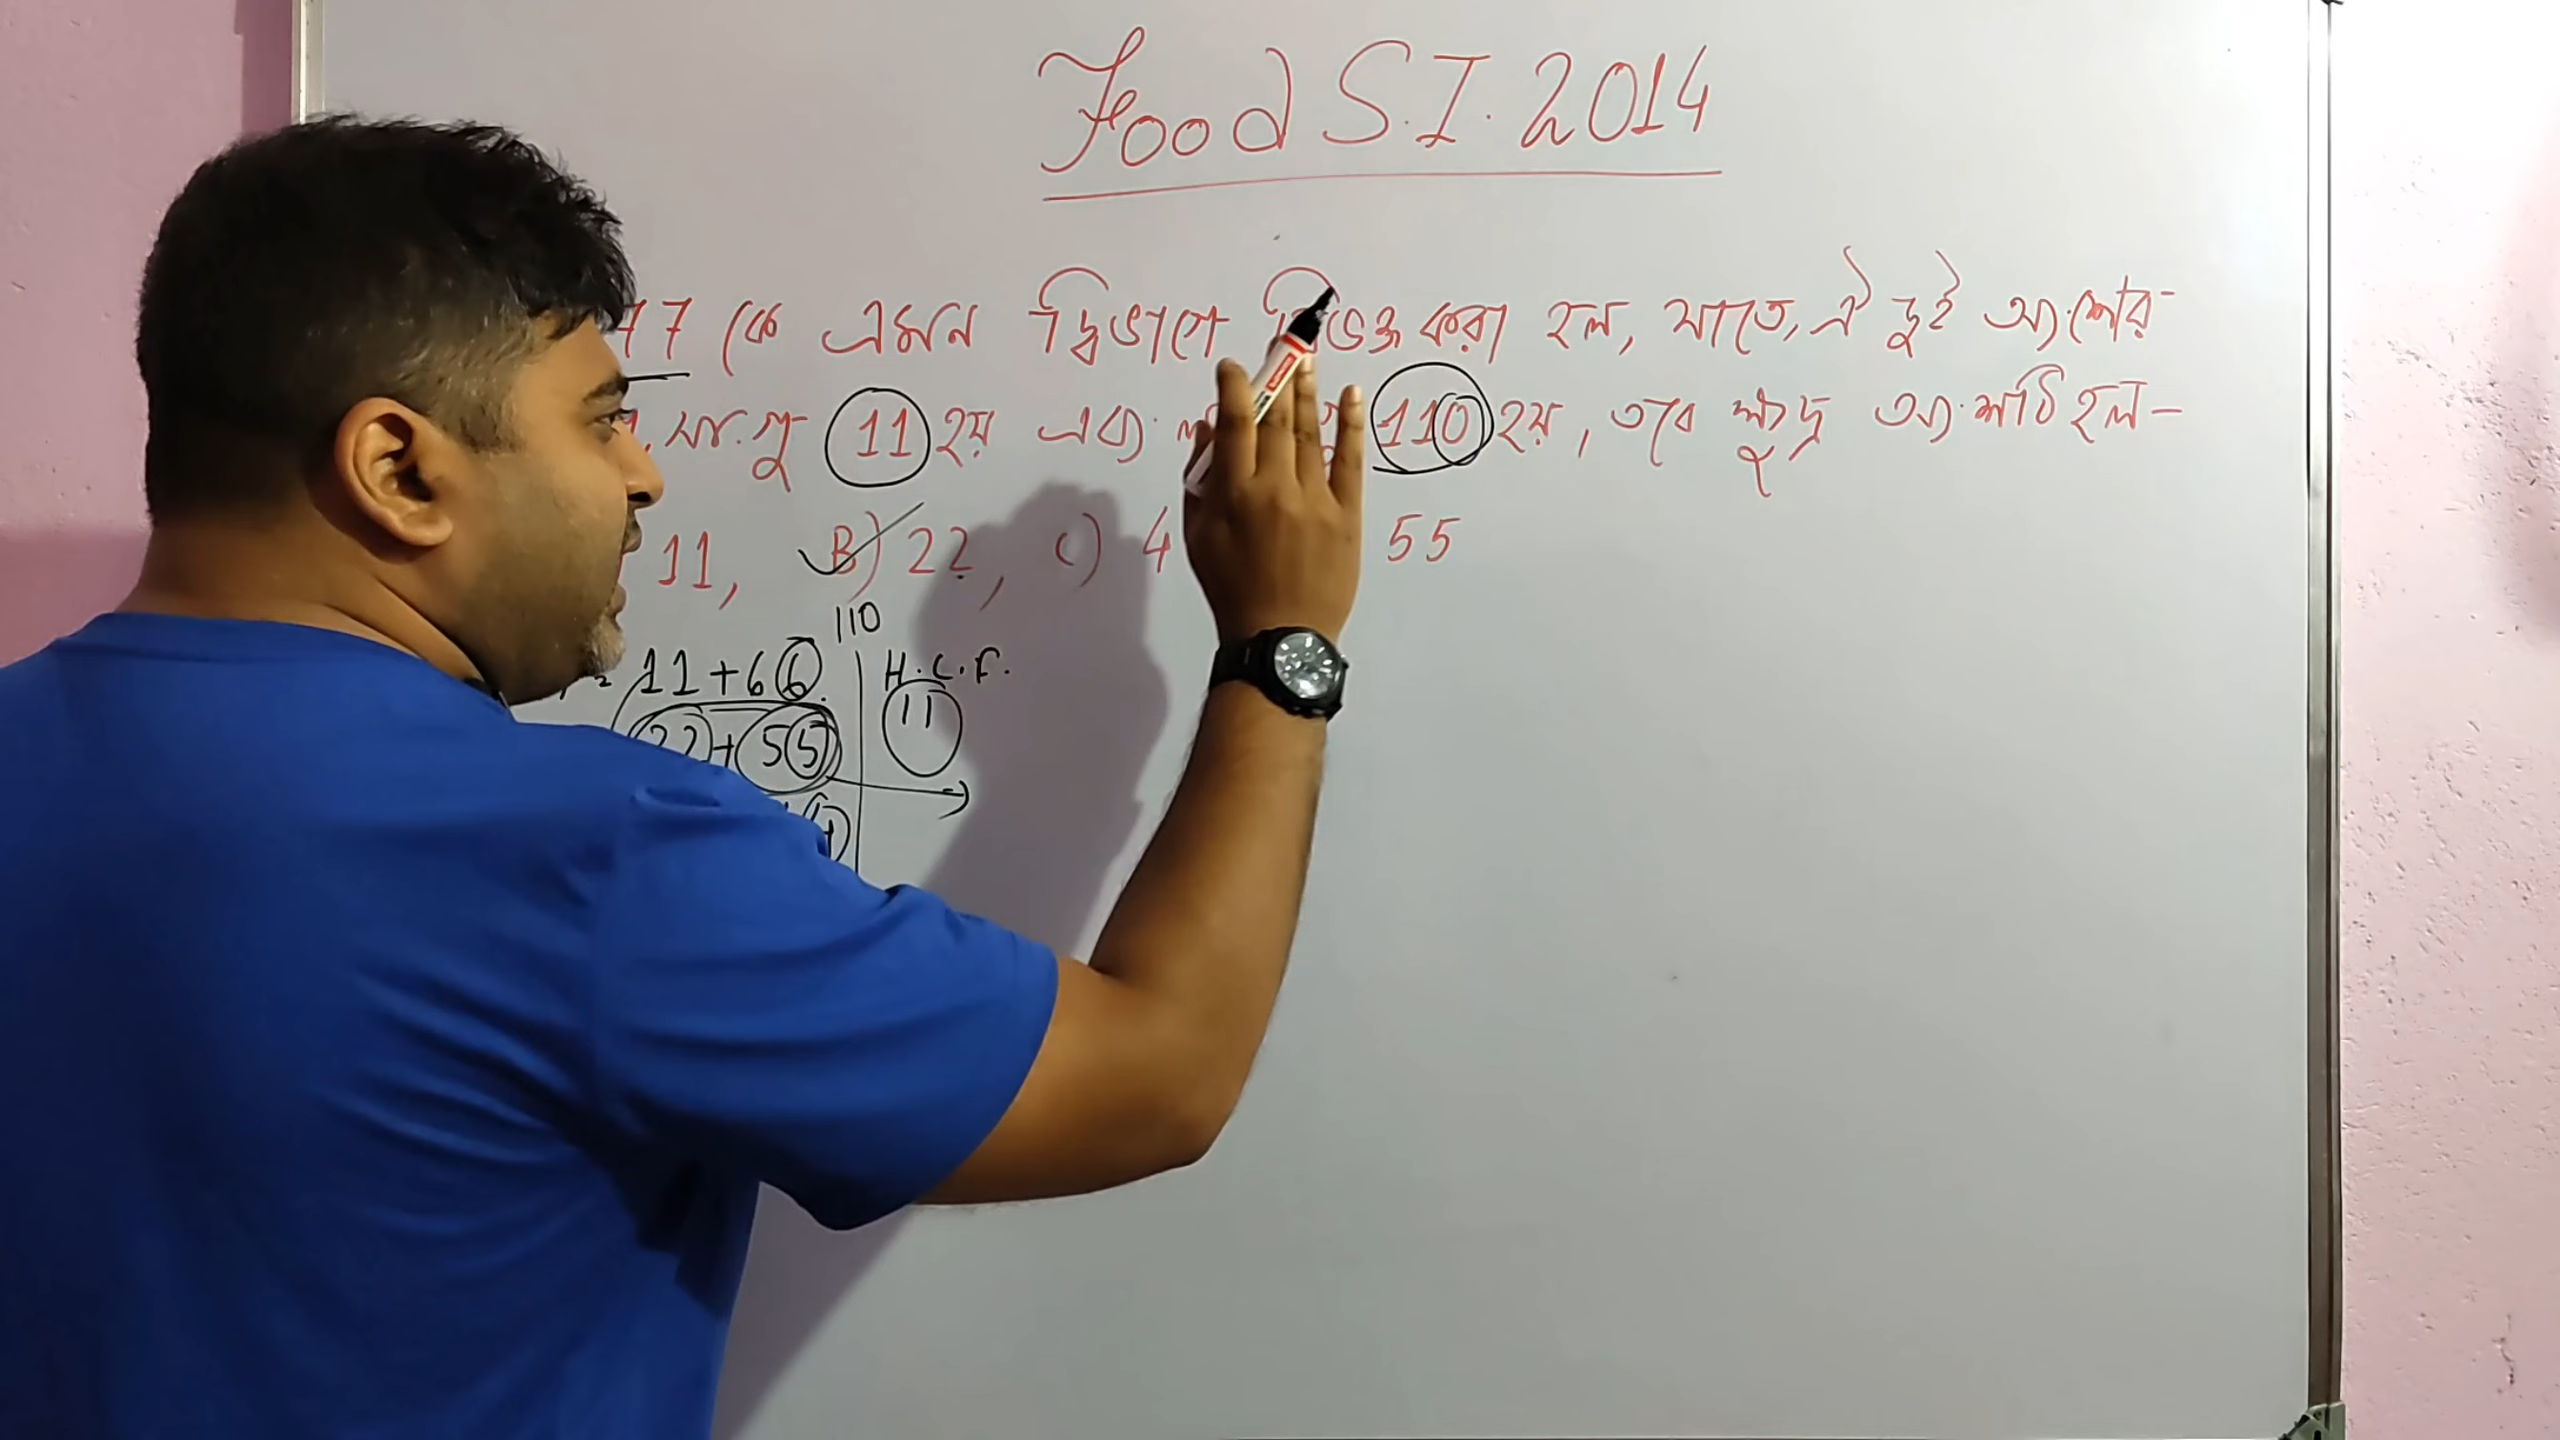 Food S.I. 2014
77 কে এমন দ্বিভাগে বিভক্ত করা হল, যাতে, ঐ দুই অংশের
.সা.গু 11 হয় এবং 110 হয়, তবে ক্ষুদ্র অংশটি হল-
11, B) 22, C) 4 55
110
11+66 H.C.F.
22+55 11